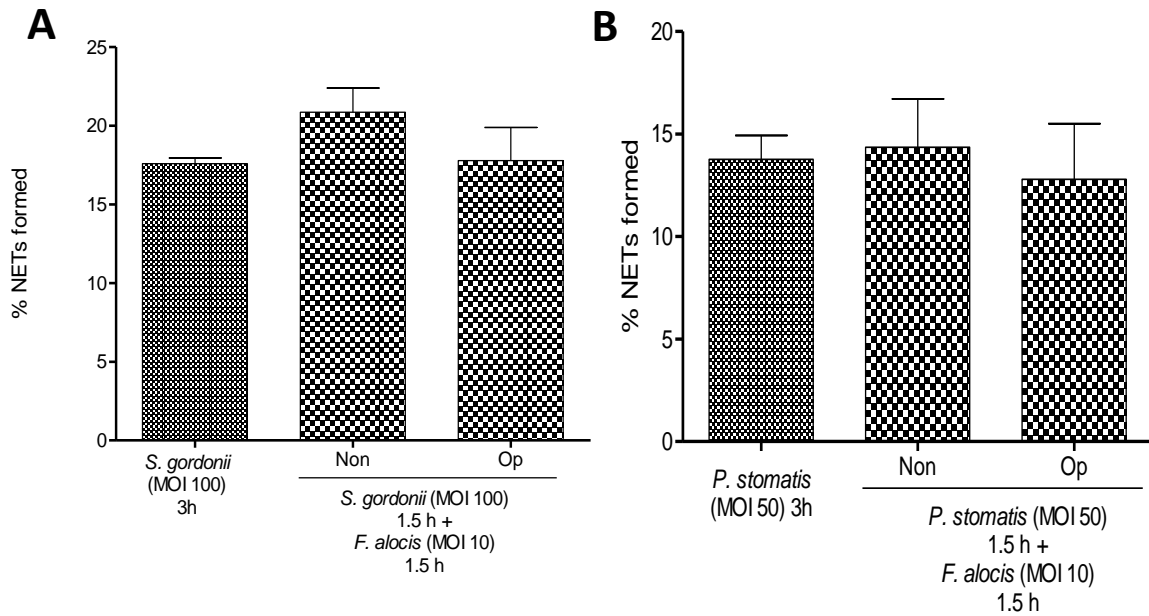 A
25
20
15
10
5
0
% NETs formed
S. gordonii
(MOI 100)
3h
Non
Op
S. gordonii (MOI 100)
1.5 h +
F. alocis (MOI 10)
1.5 h
B
20
15
10
5
0
% NETs formed
P. stomatis
(MOI 50) 3h
Non
Op
P. stomatis (MOI 50)
1.5 h +
F. alocis (MOI 10)
1.5 h